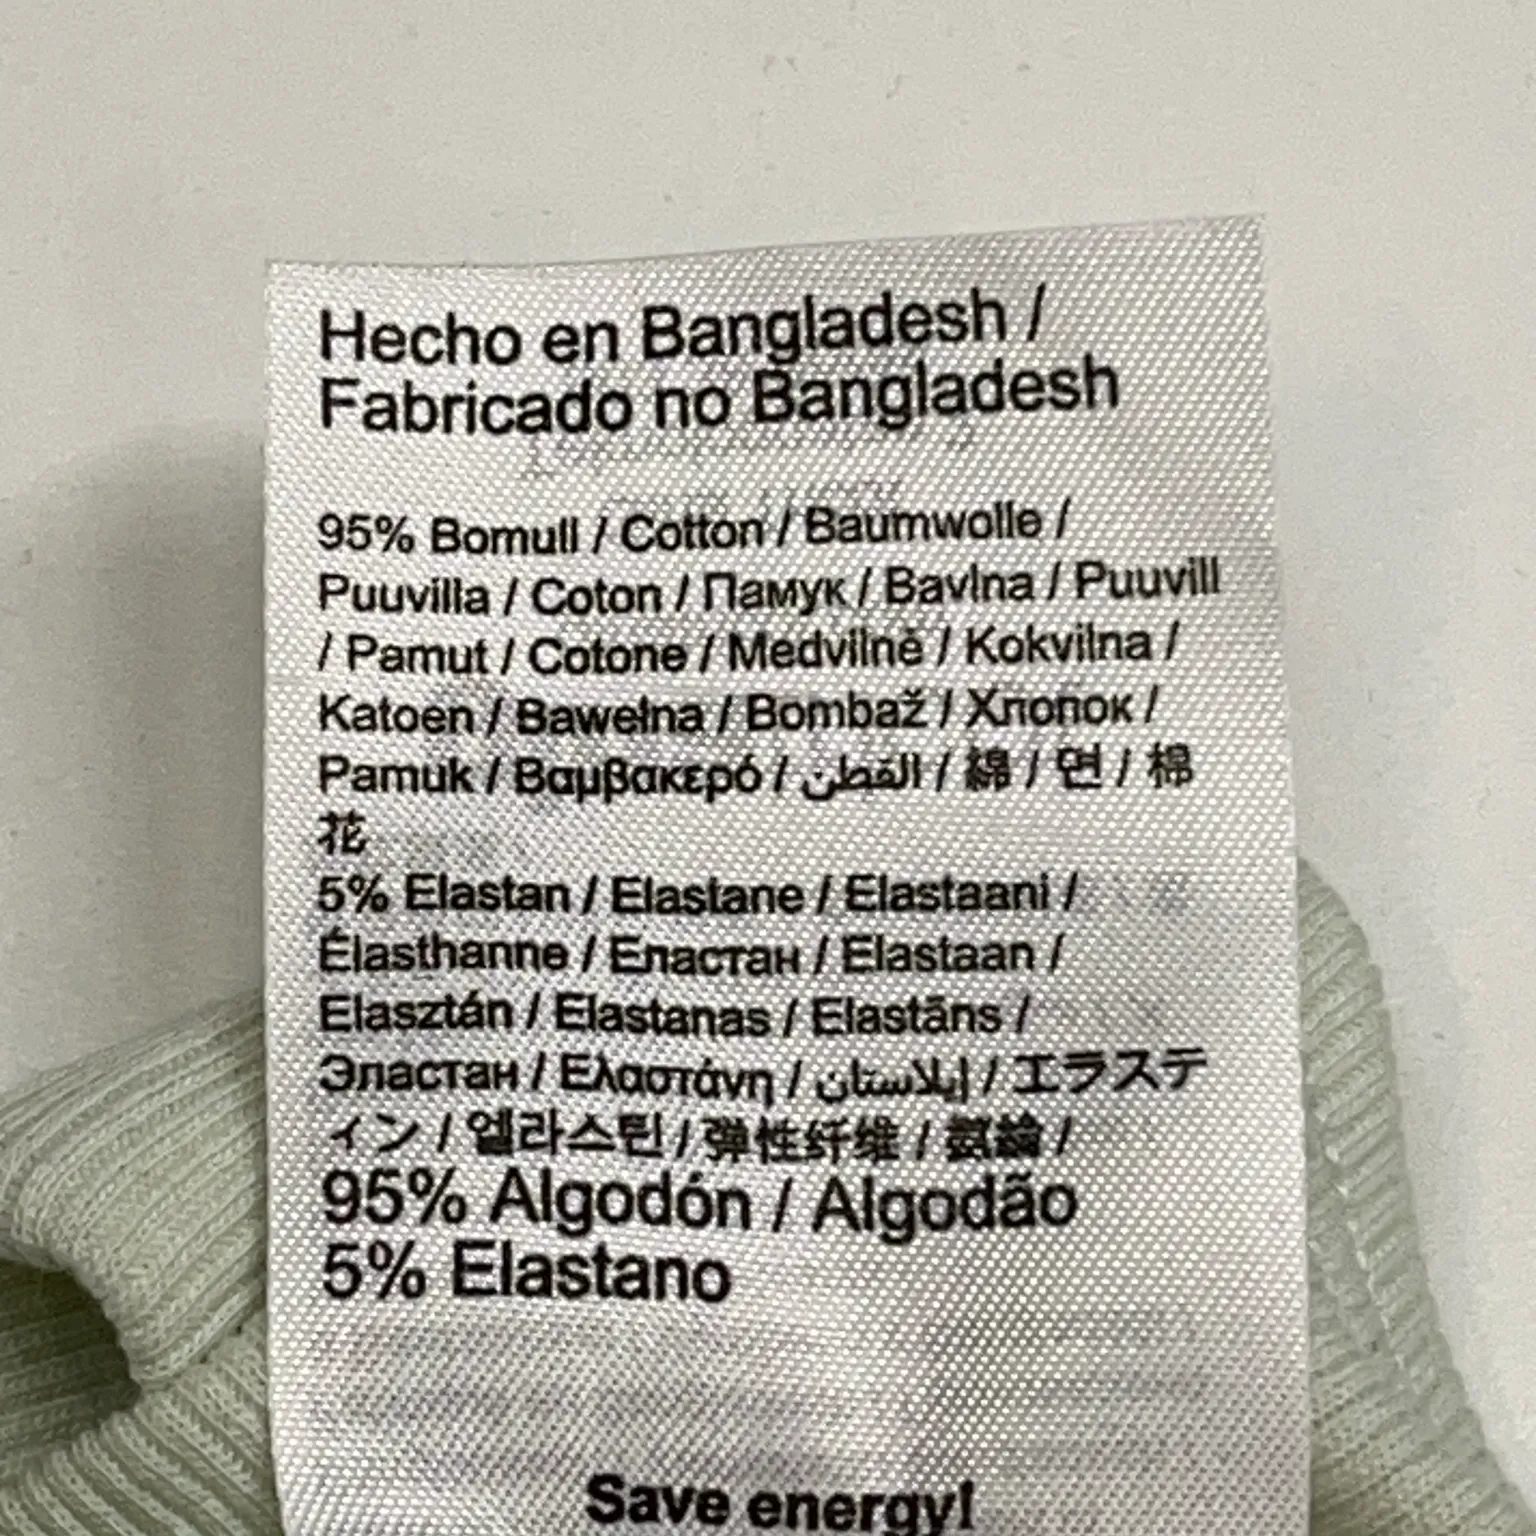 Hecho en Bangladesh /
Fabricado no Bangladesh
95% Bomull / Cotton / Baumwolle /
Puuvilla / Coton / Памук / Bavlna / Puuvill
/ Pamut / Cotone / Medvilnė / Kokvilna /
Katoen / Bawełna / Bombaž / Хлопок /
Pamuk / Βαμβακερό / القطن / 綿 / 면 / 棉
花
5% Elastan / Elastane / Elastaani /
Élasthanne / Еластан / Elastaan /
Elasztán / Elastanas / Elastāns /
Эластан / Ελαστάνη / إيلاستان / エラステ
ィン / 엘라스틴 / 弹性纤维 / 氨綸 /
95% Algodón / Algodão
5% Elastano
Save energy!